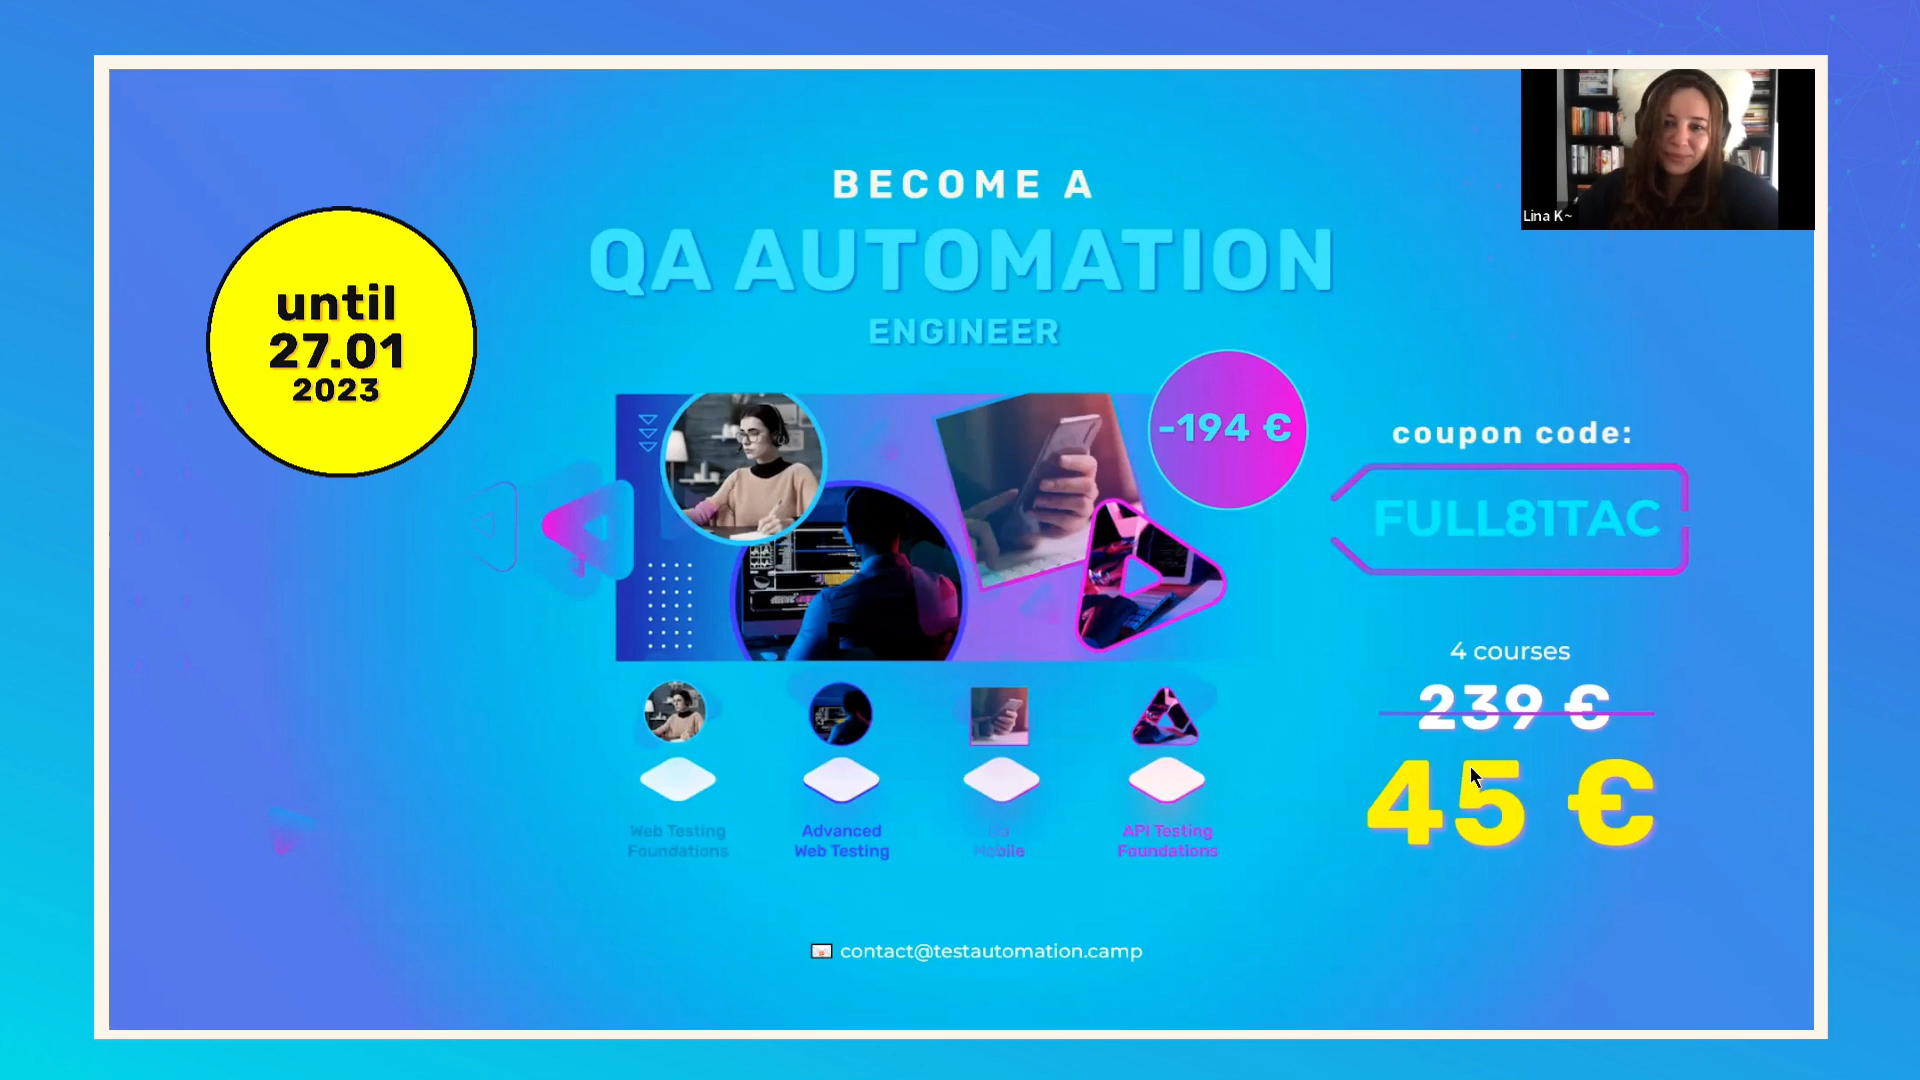 BECOME A
QA AUTOMATION
ENGINEER
until
27.01
2023
Lina K~
-194 €
coupon code:
FULL81TAC
4 courses
239 €
45 €
Web Testing
Foundations
Advanced
Web Testing
Mobile
API Testing
Foundations
contact@testautomation.camp